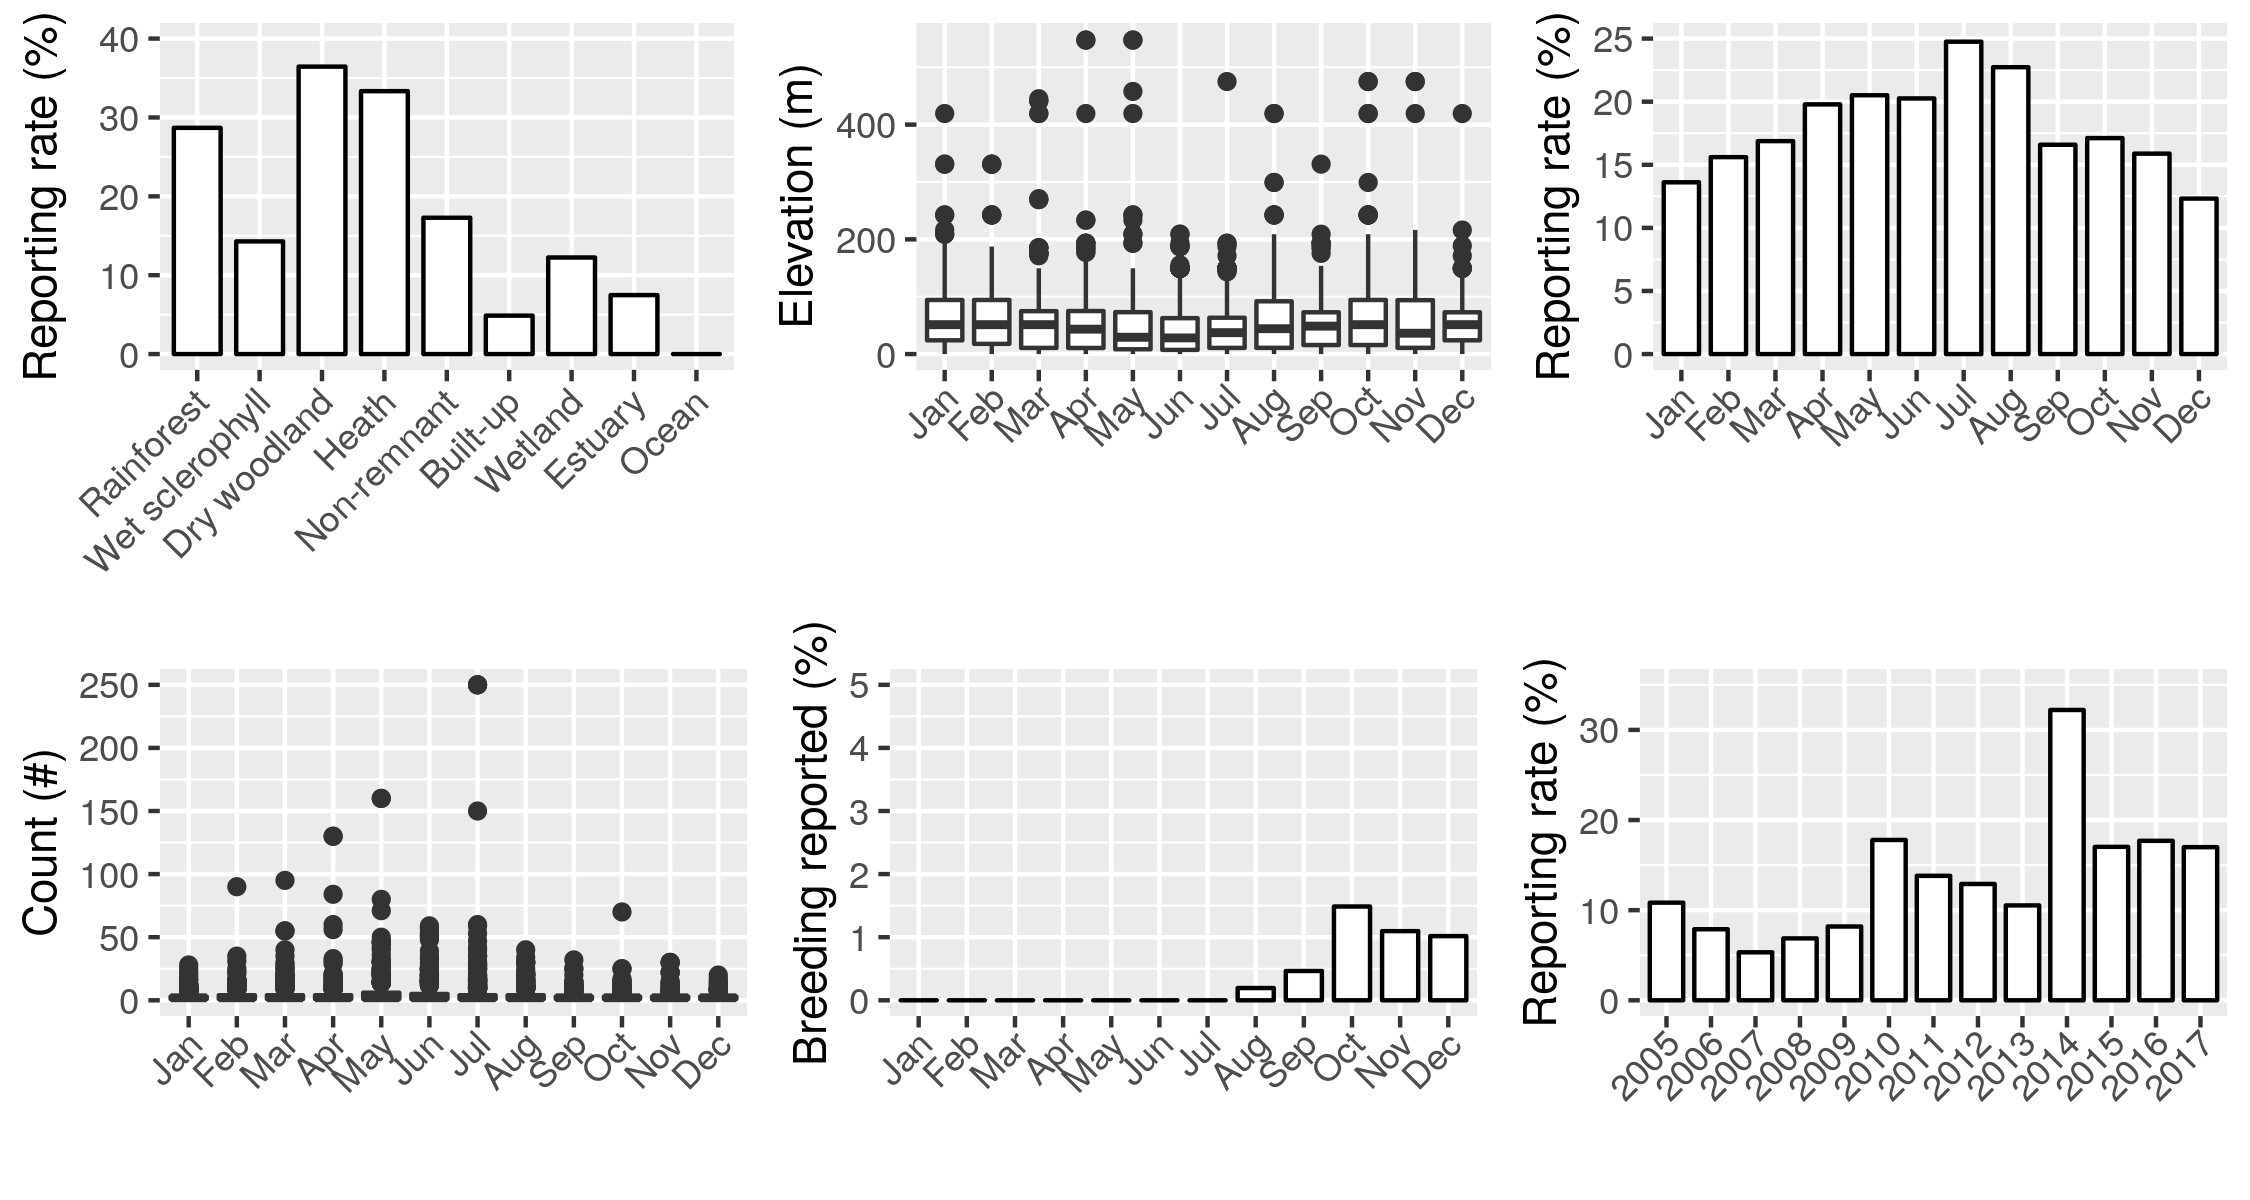 Reporting rate (%)
40
30
20
10
0
Rainforest
Wet sclerophyll
Dry woodland
Heath
Non-remnant
Built-up
Wetland
Estuary
Ocean
Elevation (m)
400
200
0
Jan
Feb
Mar
Apr
May
Jun
Jul
Aug
Sep
Oct
Nov
Dec
Reporting rate (%)
25
20
15
10
5
0
Jan
Feb
Mar
Apr
May
Jun
Jul
Aug
Sep
Oct
Nov
Dec
Count (#)
250
200
150
100
50
0
Jan
Feb
Mar
Apr
May
Jun
Jul
Aug
Sep
Oct
Nov
Dec
Breeding reported (%)
5
4
3
2
1
0
Jan
Feb
Mar
Apr
May
Jun
Jul
Aug
Sep
Oct
Nov
Dec
Reporting rate (%)
30
20
10
0
2005
2006
2007
2008
2009
2010
2011
2012
2013
2014
2015
2016
2017